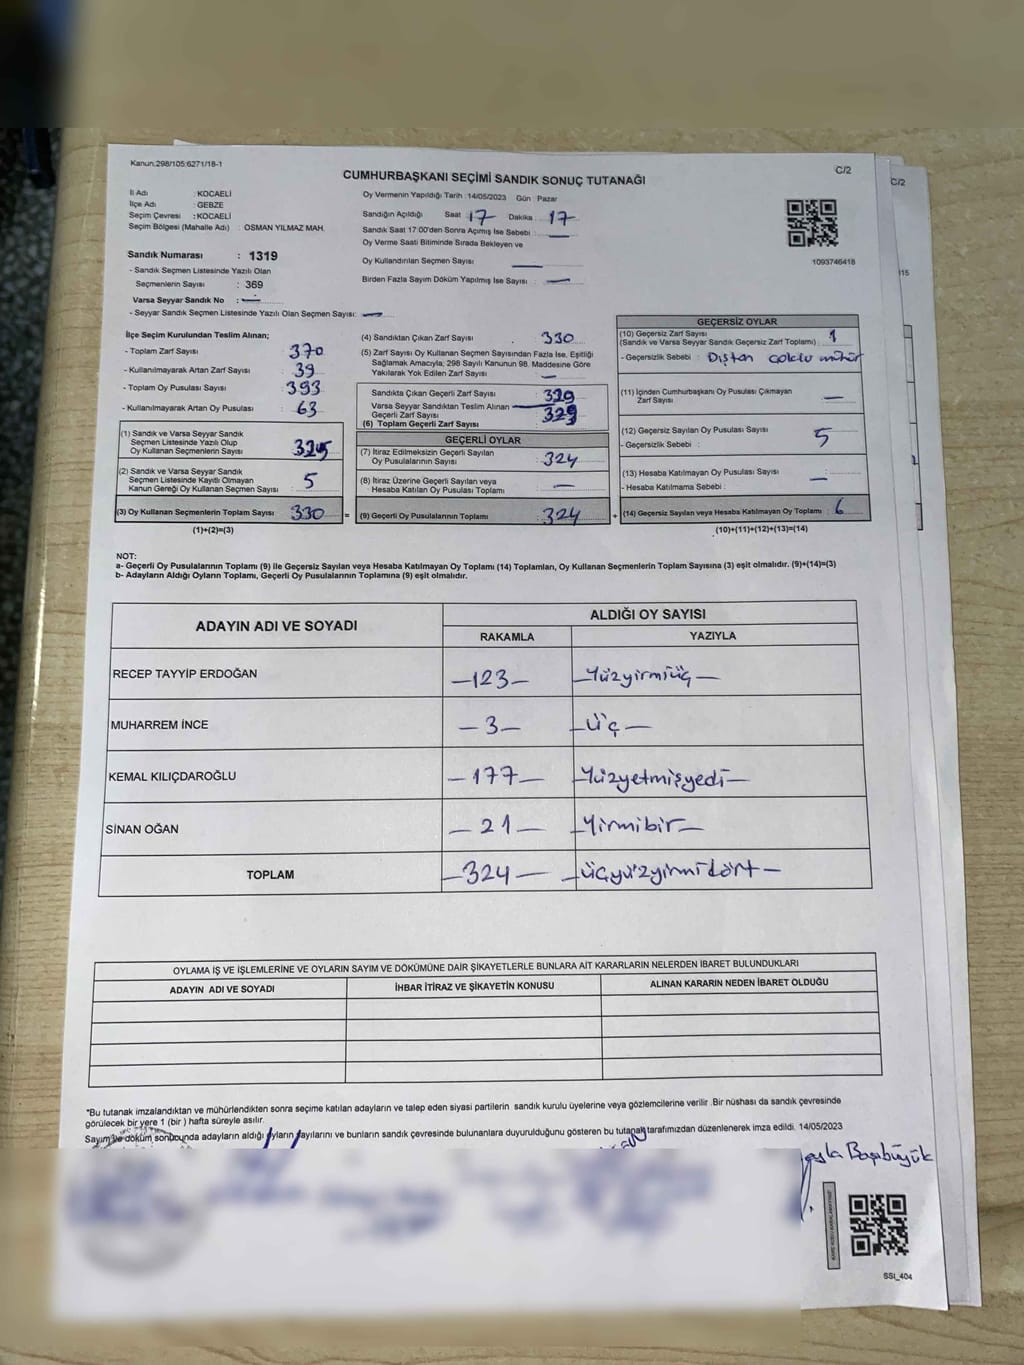 Kanun.298/105;6271/18-1
C/2
C/2
CUMHURBAŞKANI SEÇİMİ SANDIK SONUÇ TUTANAĞI
İl Adı : KOCAELİ
İlçe Adı : GEBZE
Seçim Çevresi : KOCAELİ
Seçim Bölgesi (Mahalle Adı) : OSMAN YILMAZ MAH.
Oy Vermenin Yapıldığı Tarih : 14/05/2023 Gün : Pazar
Sandığın Açıldığı Saat : 17 Dakika : 17
Sandık Saat 17:00'den Sonra Açımış İse Sebebi : —
Oy Verme Saati Bitiminde Sırada Bekleyen ve
Oy Kullandırılan Seçmen Sayısı : —
Birden Fazla Sayım Döküm Yapılmış İse Sayısı : —
1093746418
Sandık Numarası : 1319
- Sandık Seçmen Listesinde Yazılı Olan
Seçmenlerin Sayısı : 369
Varsa Seyyar Sandık No : —
- Seyyar Sandık Seçmen Listesinde Yazılı Olan Seçmen Sayısı: —
İlçe Seçim Kurulundan Teslim Alınan;
- Toplam Zarf Sayısı : 370
- Kullanılmayarak Artan Zarf Sayısı : 39
- Toplam Oy Pusulası Sayısı : 393
- Kullanılmayarak Artan Oy Pusulası : 63
(1) Sandık ve Varsa Seyyar Sandık
Seçmen Listesinde Yazılı Olup
Oy Kullanan Seçmenlerin Sayısı : 325
(2) Sandık ve Varsa Seyyar Sandık
Seçmen Listesinde Kayıtlı Olmayan
Kanun Gereği Oy Kullanan Seçmen Sayısı : 5
(3) Oy Kullanan Seçmenlerin Toplam Sayısı : 330 =
(1)+(2)=(3)
(4) Sandıktan Çıkan Zarf Sayısı : 330
(5) Zarf Sayısı Oy Kullanan Seçmen Sayısından Fazla İse, Eşitliği
Sağlamak Amacıyla; 298 Sayılı Kanunun 98. Maddesine Göre
Yakılarak Yok Edilen Zarf Sayısı : —
Sandıkta Çıkan Geçerli Zarf Sayısı : 329
Varsa Seyyar Sandıktan Teslim Alınan
Geçerli Zarf Sayısı
(6) Toplam Geçerli Zarf Sayısı : 329
GEÇERLİ OYLAR
(7) İtiraz Edilmeksizin Geçerli Sayılan
Oy Pusulalarının Sayısı : 324
(8) İtiraz Üzerine Geçerli Sayılan veya
Hesaba Katılan Oy Pusulası Toplamı : —
(9) Geçerli Oy Pusulalarının Toplamı : 324 +
GEÇERSİZ OYLAR
(10) Geçersiz Zarf Sayısı : 1
(Sandık ve Varsa Seyyar Sandık Geçersiz Zarf Toplamı)
- Geçersizlik Sebebi : Dıştan çoklu mühür
(11) İçinden Cumhurbaşkanı Oy Pusulası Çıkmayan
Zarf Sayısı : —
(12) Geçersiz Sayılan Oy Pusulası Sayısı : 5
- Geçersizlik Sebebi :
(13) Hesaba Katılmayan Oy Pusulası Sayısı : —
- Hesaba Katılmama Sebebi :
(14) Geçersiz Sayılan veya Hesaba Katılmayan Oy Toplamı : 6
(10)+(11)+(12)+(13)=(14)
NOT:
a- Geçerli Oy Pusulalarının Toplamı (9) ile Geçersiz Sayılan veya Hesaba Katılmayan Oy Toplamı (14) Toplamları, Oy Kullanan Seçmenlerin Toplam Sayısına (3) eşit olmalıdır. (9)+(14)=(3)
b- Adayların Aldığı Oyların Toplamı, Geçerli Oy Pusulalarının Toplamına (9) eşit olmalıdır.
ADAYIN ADI VE SOYADI ALDIĞI OY SAYISI
RAKAMLA YAZIYLA
RECEP TAYYİP ERDOĞAN —123— —Yüzyirmiüç—
MUHARREM İNCE —3— —Üç—
KEMAL KILIÇDAROĞLU —177— —Yüzyetmişyedi—
SİNAN OĞAN —21— —Yirmibir—
TOPLAM —324— —Üçyüzyirmidört—
OYLAMA İŞ VE İŞLEMLERİNE VE OYLARIN SAYIM VE DÖKÜMÜNE DAİR ŞİKAYETLERLE BUNLARA AİT KARARLARIN NELERDEN İBARET BULUNDUKLARI
ADAYIN ADI VE SOYADI İHBAR İTİRAZ VE ŞİKAYETİN KONUSU ALINAN KARARIN NEDEN İBARET OLDUĞU
*Bu tutanak imzalandıktan ve mühürlendikten sonra seçime katılan adayların ve talep eden siyasi partilerin sandık kurulu üyelerine veya gözlemcilerine verilir .Bir nüshası da sandık çevresinde
görülecek bir yere 1 (bir ) hafta süreyle asılır.
Sayım ve döküm sonucunda adayların aldığı oyların sayılarını ve bunların sandık çevresinde bulunanlara duyurulduğunu gösteren bu tutanak tarafımızdan düzenlenerek imza edildi. 14/05/2023
Başıbüyük
SSI_404